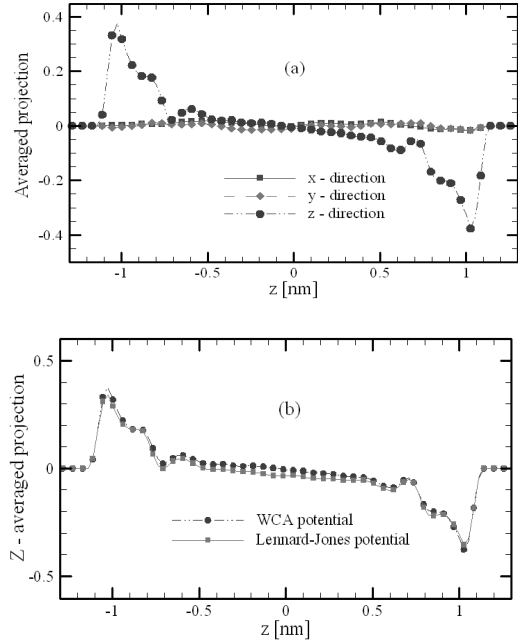 0.4
0.2
0
-0.2
-0.4
Averaged projection
(a)
x - direction
y - direction
z - direction
-1
-0.5
0
0.5
1
z [nm]
0.5
0
-0.5
Z - averaged projection
(b)
WCA potential
Lennard-Jones potential
-1
-0.5
0
0.5
1
z [nm]